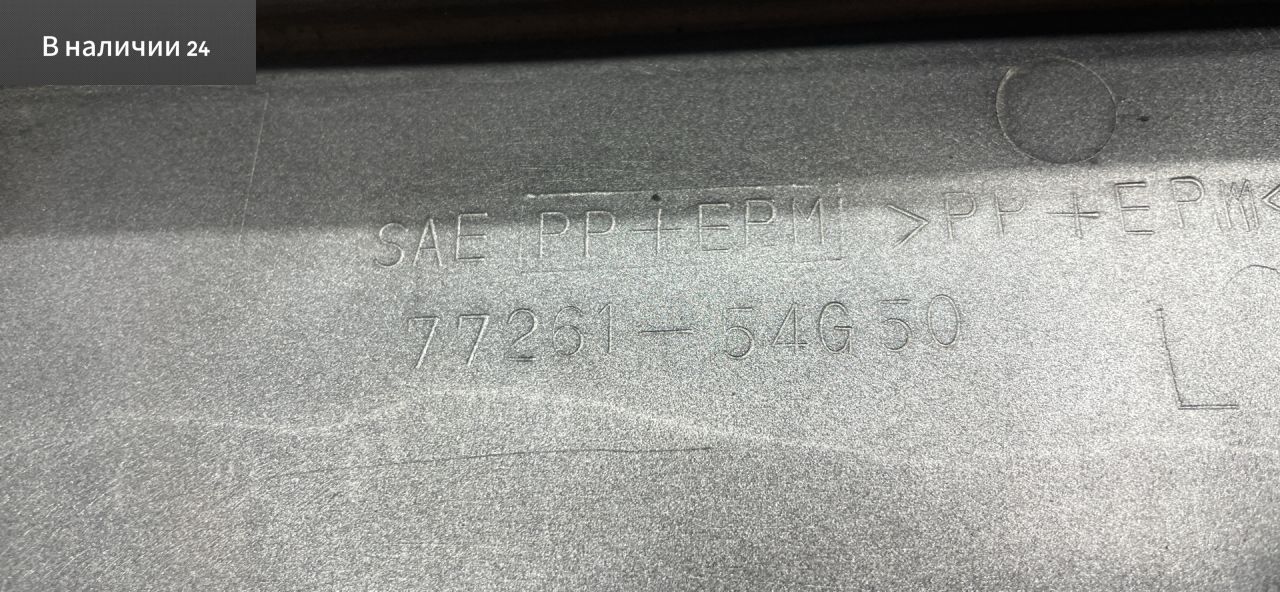 В наличии 24
SAE PP+EPM >PP+EPM<
77261-54G50
L